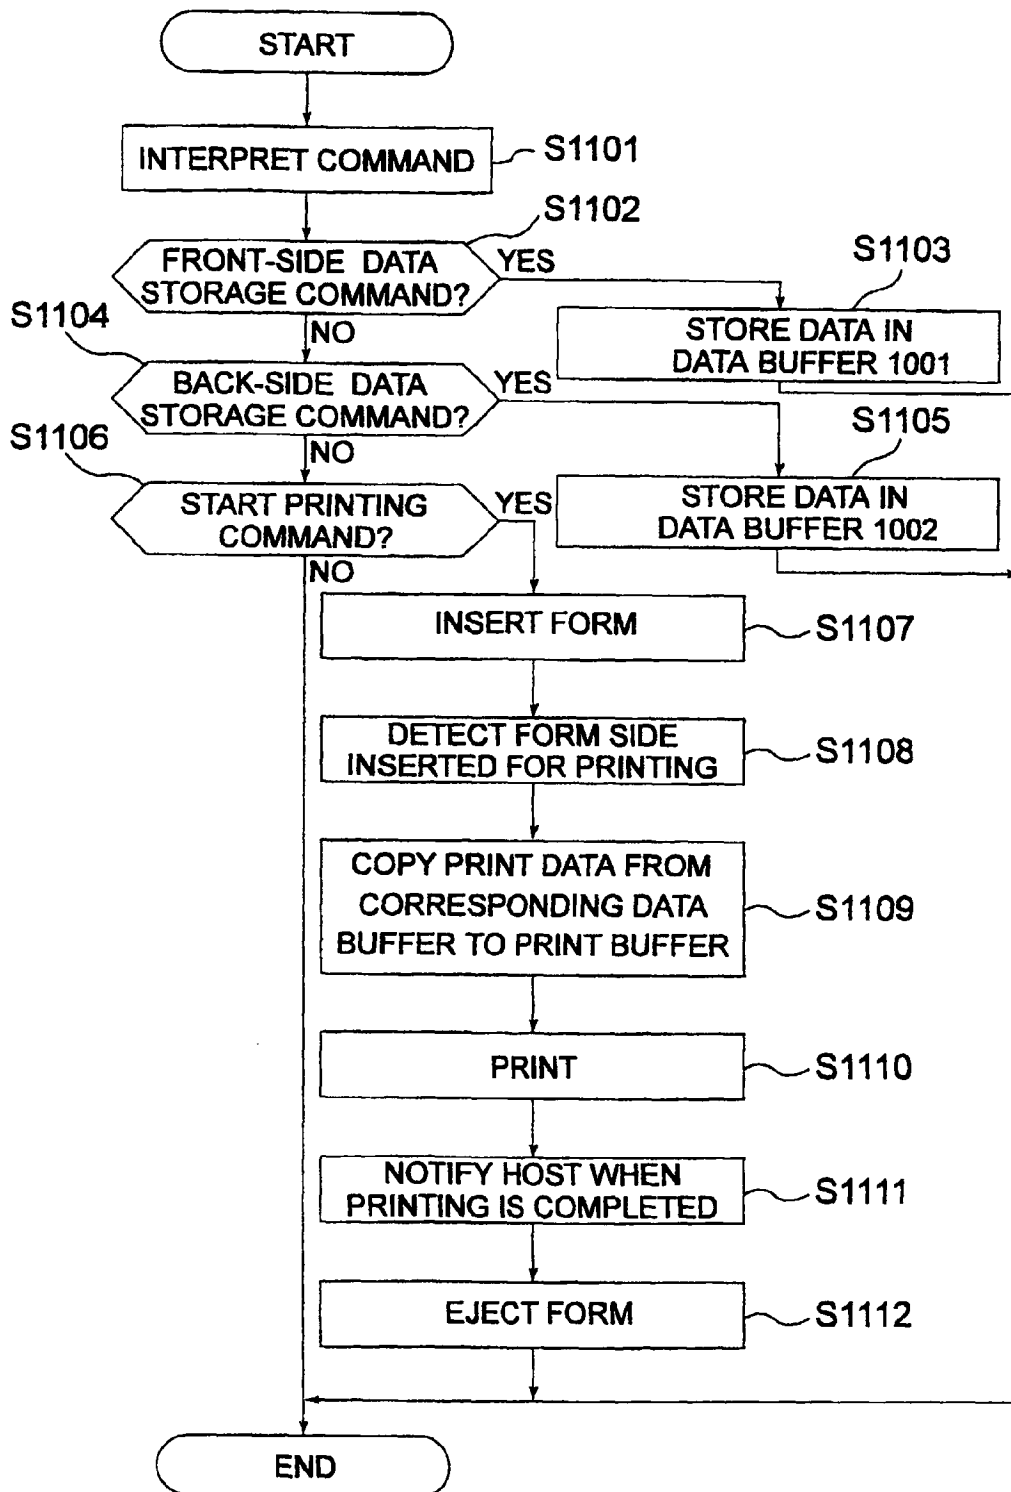 START
INTERPRET COMMAND
S1101
S1102
FRONT-SIDE DATA
STORAGE COMMAND?
YES
S1103
STORE DATA IN
DATA BUFFER 1001
NO
S1104
BACK-SIDE DATA
STORAGE COMMAND?
YES
S1105
STORE DATA IN
DATA BUFFER 1002
NO
S1106
START PRINTING
COMMAND?
YES
NO
INSERT FORM
S1107
DETECT FORM SIDE
INSERTED FOR PRINTING
S1108
COPY PRINT DATA FROM
CORRESPONDING DATA
BUFFER TO PRINT BUFFER
S1109
PRINT
S1110
NOTIFY HOST WHEN
PRINTING IS COMPLETED
S1111
EJECT FORM
S1112
END